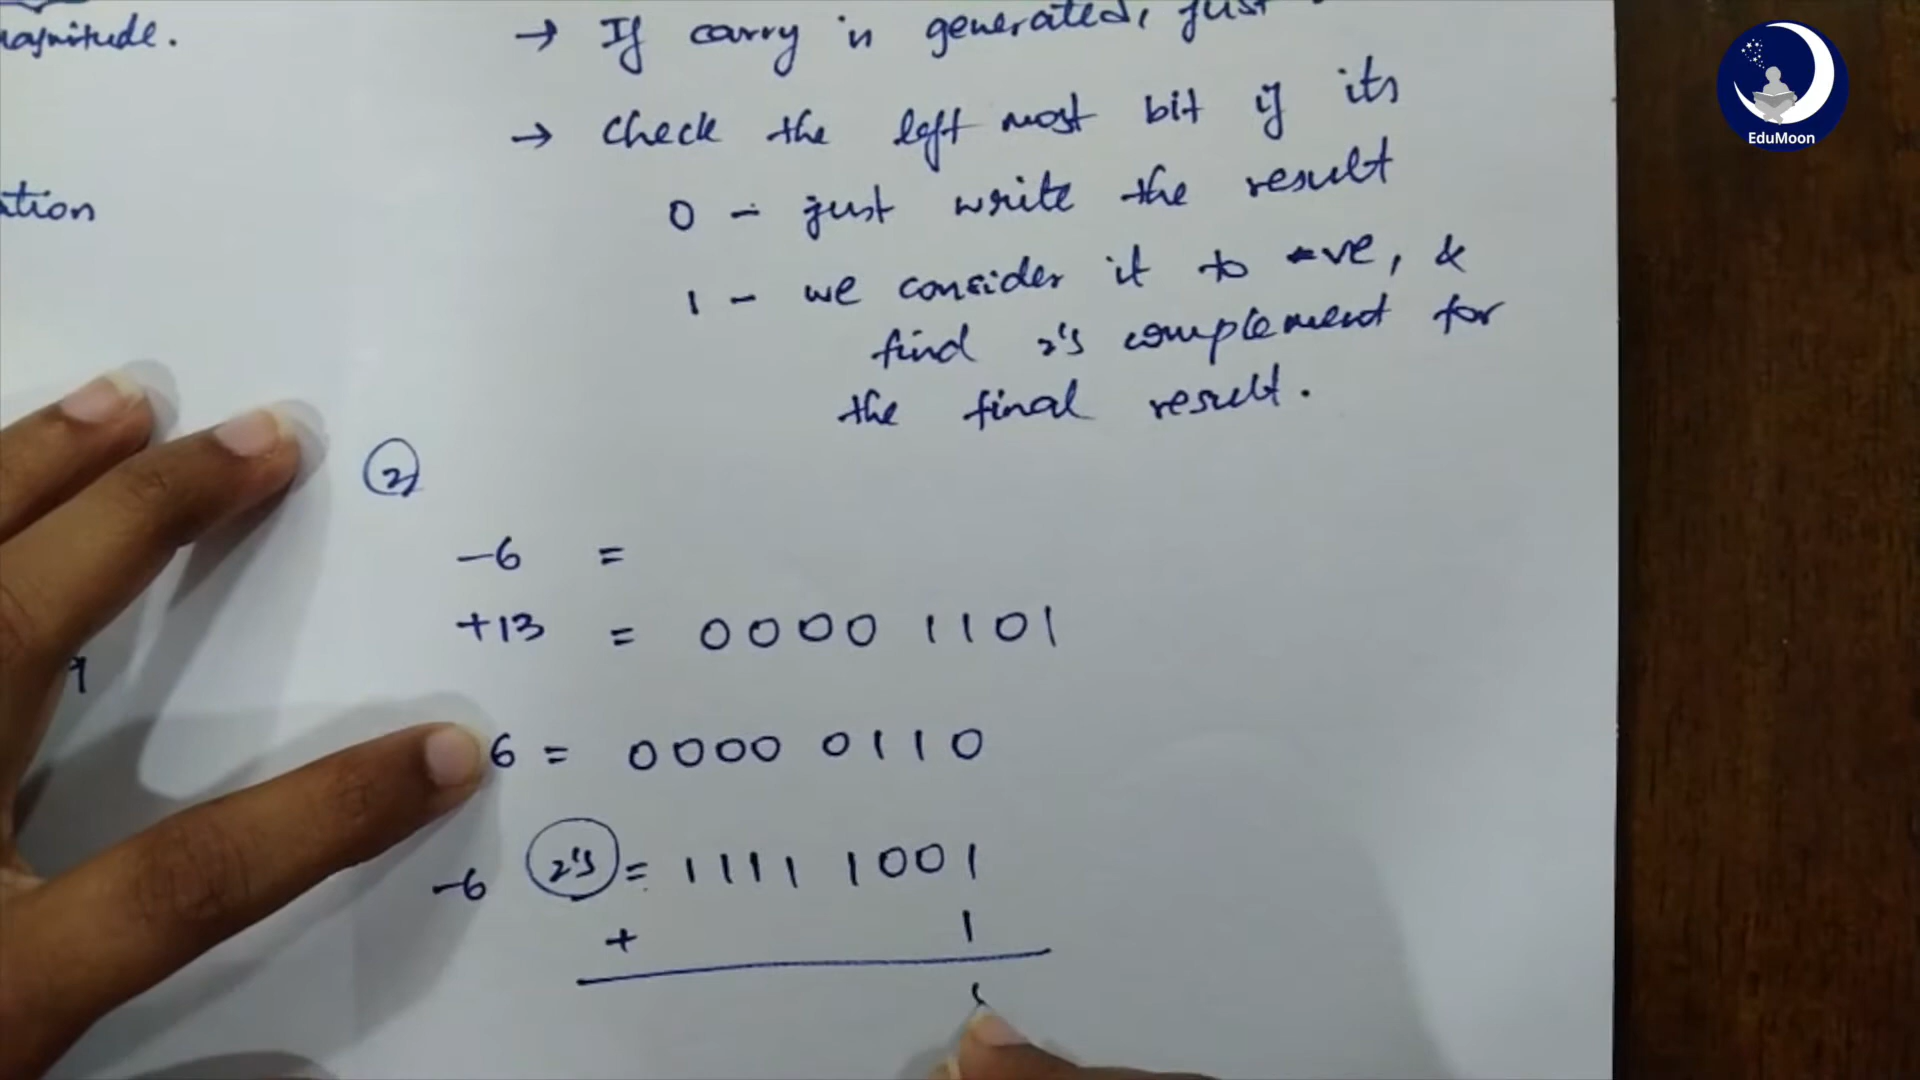 magnitude.
→ If carry is generated, just
→ check the left most bit if its
0 - just write the result
ation
1 - we consider it to -ve, &
find 2's complement for
the final result.
2
-6 =
+13 = 0000 1101
9
6 = 0000 0110
-6 2's = 1111 1001
+ 1
EduMoon